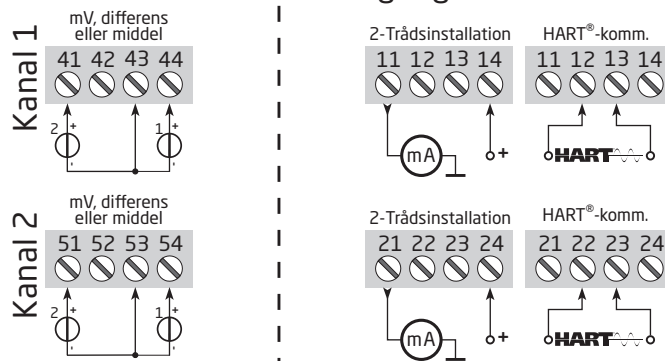 Kanal 1
mV, differens
eller middel
41 42 43 44
2 + - 1 + -
2-Trådsinstallation
11 12 13 14
mA +
HART®-komm.
11 12 13 14
HART
Kanal 2
mV, differens
eller middel
51 52 53 54
2 + - 1 + -
2-Trådsinstallation
21 22 23 24
mA +
HART®-komm.
21 22 23 24
HART